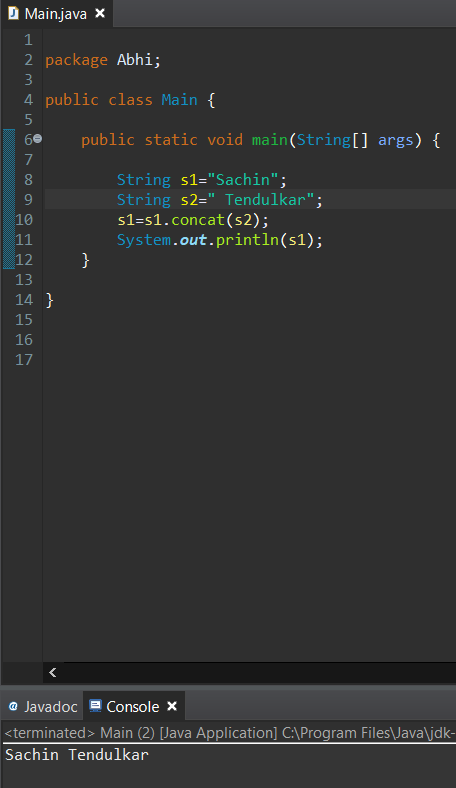 Main.java
1
2 package Abhi;
3
4 public class Main {
5
6 public static void main(String[] args) {
7
8 String s1="Sachin";
9 String s2=" Tendulkar";
10 s1=s1.concat(s2);
11 System.out.println(s1);
12 }
13
14 }
15
16
17
@ Javadoc Console
<terminated> Main (2) [Java Application] C:\Program Files\Java\jdk-
Sachin Tendulkar